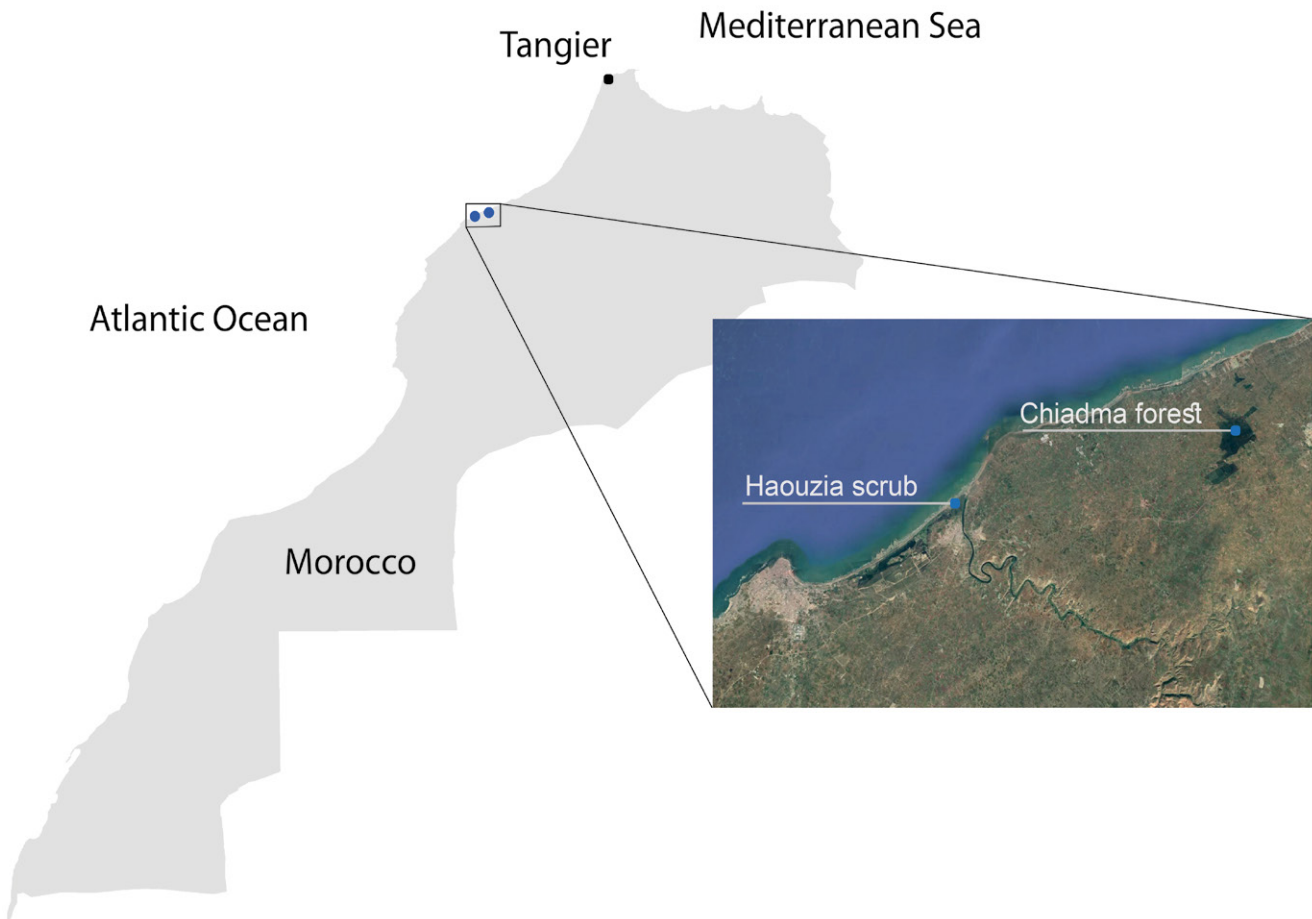 Mediterranean Sea
Tangier
Atlantic Ocean
Chiadma forest
Haouzia scrub
Morocco